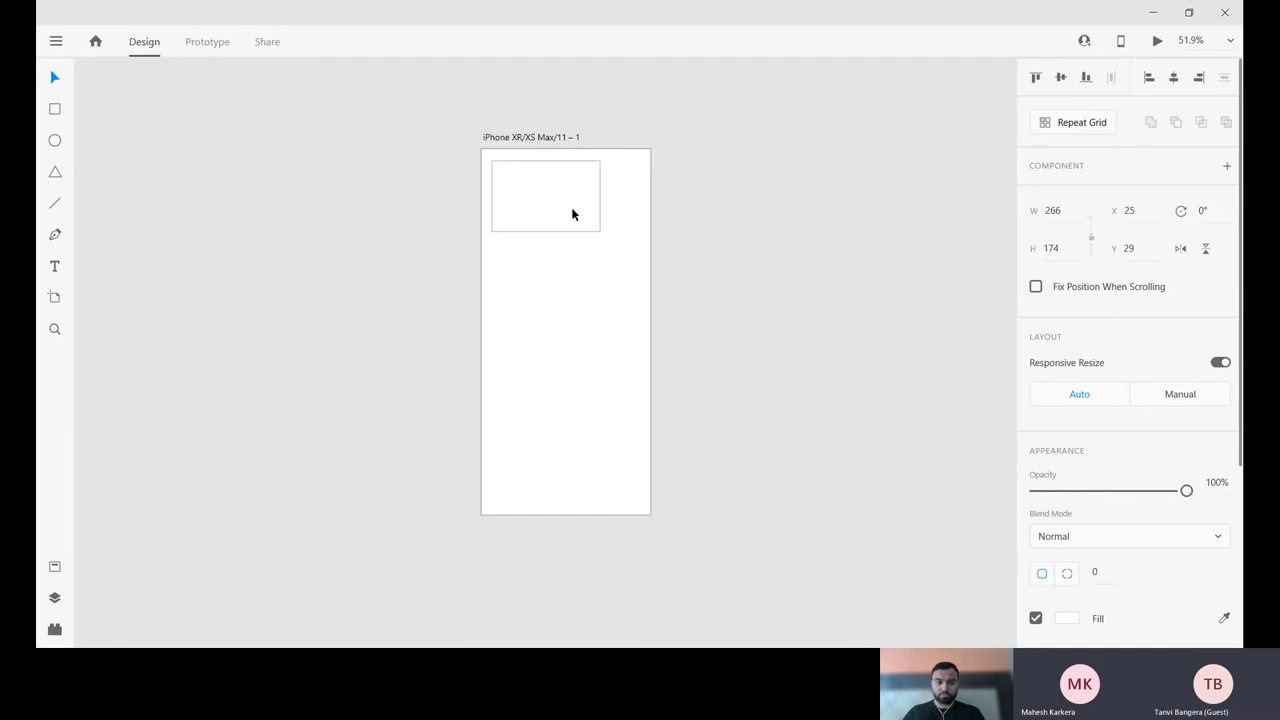 Design
Prototype
Share
51.9%
iPhone XR/XS Max/11 – 1
Repeat Grid
COMPONENT
W 266 X 25 0°
H 174 Y 29
Fix Position When Scrolling
LAYOUT
Responsive Resize
Auto
Manual
APPEARANCE
Opacity
100%
Blend Mode
Normal
0
Fill
T
MK
Mahesh Karkera
TB
Tanvi Bangera (Guest)